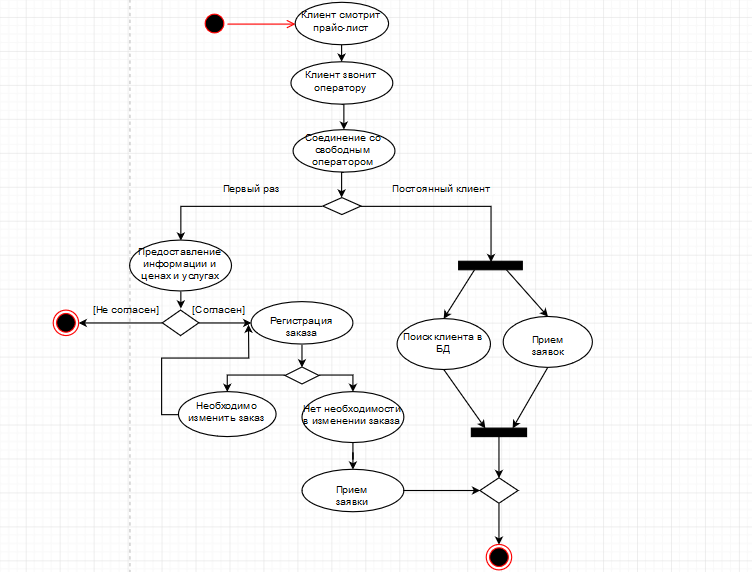 Клиент смотрит
прайс-лист
Клиент звонит
оператору
Соединение со
свободным
оператором
Первый раз
Постоянный клиент
Предоставление
информации и
ценах и услугах
[Не согласен]
[Согласен]
Регистрация
заказа
Поиск клиента в
БД
Прием
заявок
Необходимо
изменить заказ
Нет необходимости
в изменении заказа
Прием
заявки